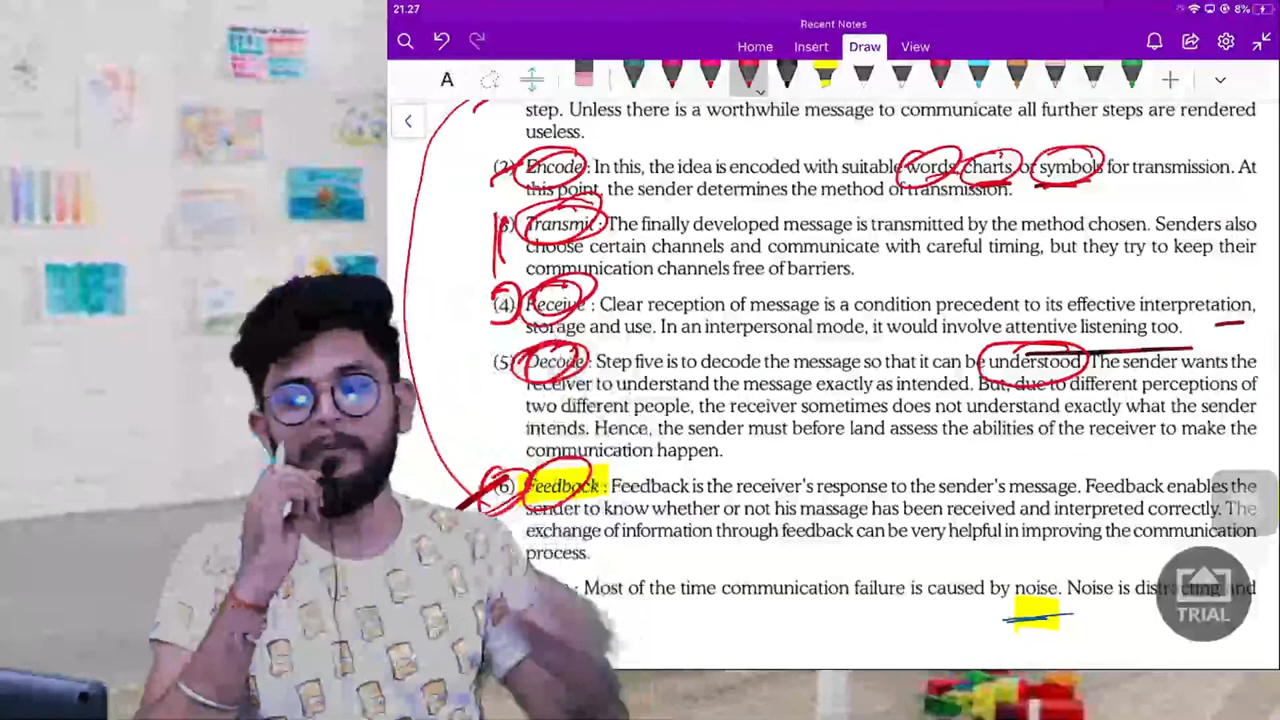 21.27
8%
Recent Notes
Home Insert Draw View
A
step. Unless there is a worthwhile message to communicate all further steps are rendered
useless.
(2) Encode : In this, the idea is encoded with suitable words, charts or symbols for transmission. At
this point, the sender determines the method of transmission.
(3) Transmit : The finally developed message is transmitted by the method chosen. Senders also
choose certain channels and communicate with careful timing, but they try to keep their
communication channels free of barriers.
(4) Receive : Clear reception of message is a condition precedent to its effective interpretation,
storage and use. In an interpersonal mode, it would involve attentive listening too.
(5) Decode : Step five is to decode the message so that it can be understood. The sender wants the
receiver to understand the message exactly as intended. But, due to different perceptions of
two different people, the receiver sometimes does not understand exactly what the sender
intends. Hence, the sender must before land assess the abilities of the receiver to make the
communication happen.
(6) Feedback : Feedback is the receiver's response to the sender's message. Feedback enables the
sender to know whether or not his massage has been received and interpreted correctly. The
exchange of information through feedback can be very helpful in improving the communication
process.
: Most of the time communication failure is caused by noise. Noise is distracting and
TRIAL